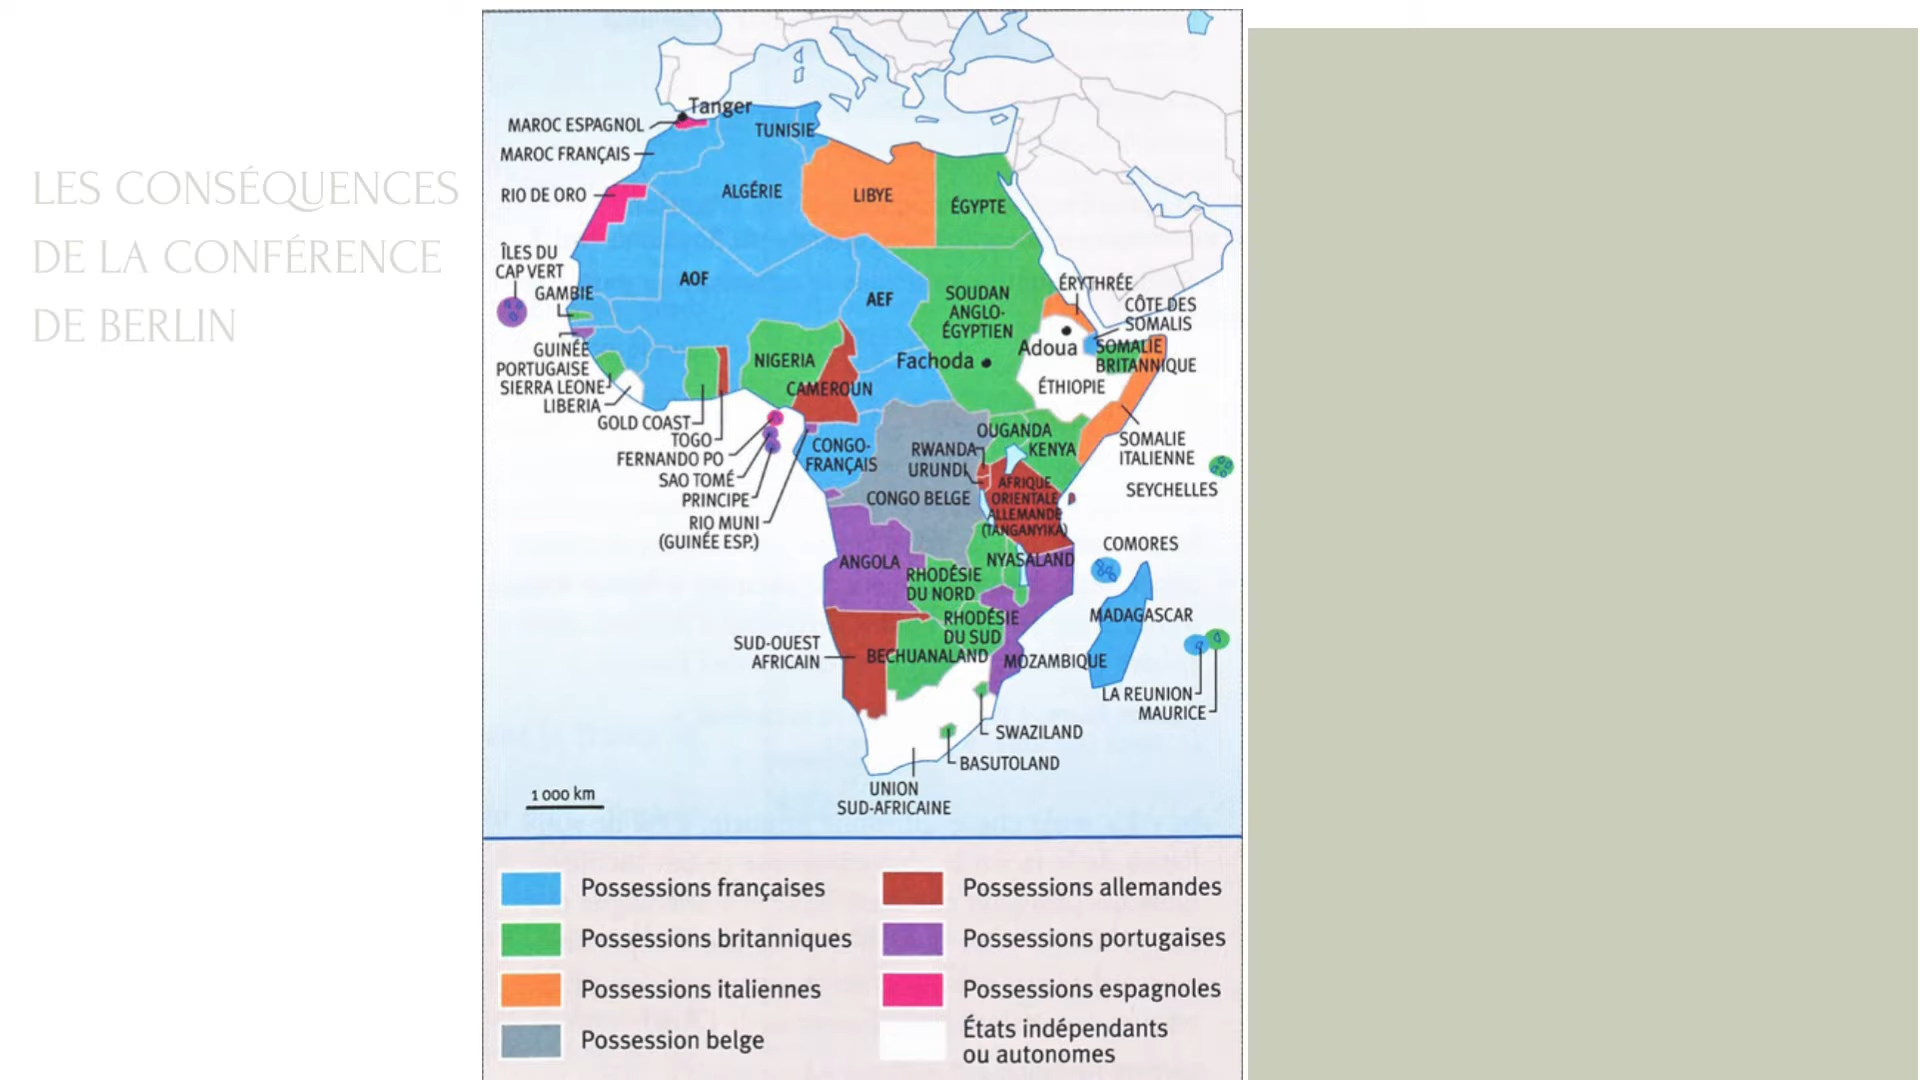 LES CONSÉQUENCES
DE LA CONFÉRENCE
DE BERLIN
Tanger
MAROC ESPAGNOL
TUNISIE
MAROC FRANÇAIS
RIO DE ORO
ALGÉRIE
LIBYE
ÉGYPTE
ÎLES DU
CAP VERT
GAMBIE
AOF
AEF
SOUDAN
ANGLO-
ÉGYPTIEN
ÉRYTHRÉE
CÔTE DES
SOMALIS
GUINÉE
PORTUGAISE
SIERRA LEONE
LIBERIA
GOLD COAST
TOGO
FERNANDO PO
SAO TOMÉ
PRINCIPE
RIO MUNI
(GUINÉE ESP.)
NIGERIA
CAMEROUN
Fachoda
Adoua
SOMALIE
BRITANNIQUE
ÉTHIOPIE
SOMALIE
ITALIENNE
OUGANDA
KENYA
RWANDA
URUNDI
CONGO-
FRANÇAIS
CONGO BELGE
AFRIQUE
ORIENTALE
ALLEMANDE
(TANGANYIKA)
SEYCHELLES
COMORES
ANGOLA
NYASALAND
RHODÉSIE
DU NORD
RHODÉSIE
DU SUD
MADAGASCAR
SUD-OUEST
AFRICAIN
BECHUANALAND
MOZAMBIQUE
LA REUNION
MAURICE
SWAZILAND
BASUTOLAND
UNION
SUD-AFRICAINE
1 000 km
Possessions françaises
Possessions britanniques
Possessions italiennes
Possession belge
Possessions allemandes
Possessions portugaises
Possessions espagnoles
États indépendants
ou autonomes